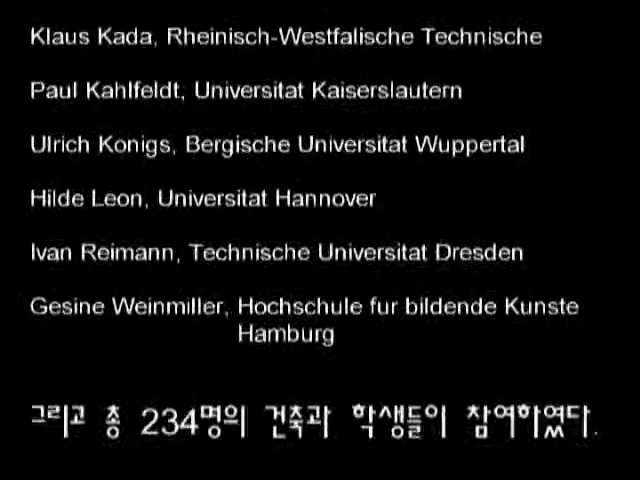 Klaus Kada, Rheinisch-Westfalische Technische
Paul Kahlfeldt, Universitat Kaiserslautern
Ulrich Konigs, Bergische Universitat Wuppertal
Hilde Leon, Universitat Hannover
Ivan Reimann, Technische Universitat Dresden
Gesine Weinmiller, Hochschule fur bildende Kunste
Hamburg
그리고 총 234명의 건축과 학생들이 참여하였다.